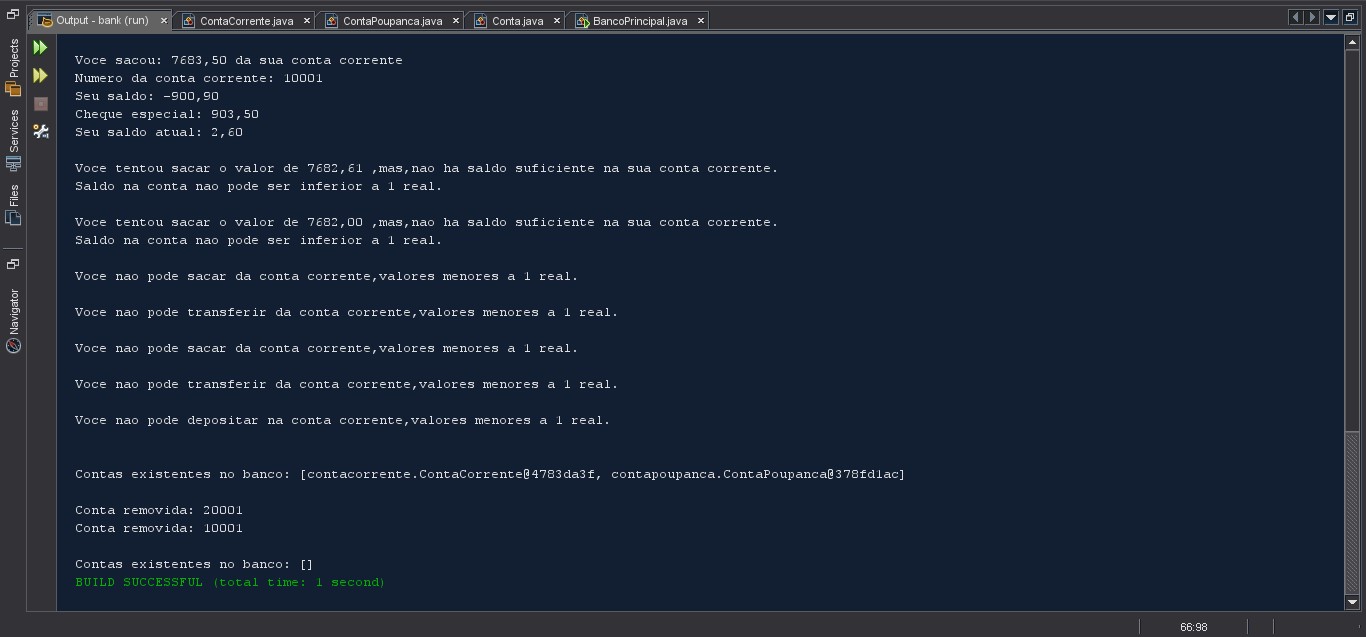 Output - bank (run)
ContaCorrente.java
ContaPoupanca.java
Conta.java
BancoPrincipal.java
Projects
Services
Files
Navigator
Voce sacou: 7683,50 da sua conta corrente
Numero da conta corrente: 10001
Seu saldo: -900,90
Cheque especial: 903,50
Seu saldo atual: 2,60
Voce tentou sacar o valor de 7682,61 ,mas,nao ha saldo suficiente na sua conta corrente.
Saldo na conta nao pode ser inferior a 1 real.
Voce tentou sacar o valor de 7682,00 ,mas,nao ha saldo suficiente na sua conta corrente.
Saldo na conta nao pode ser inferior a 1 real.
Voce nao pode sacar da conta corrente,valores menores a 1 real.
Voce nao pode transferir da conta corrente,valores menores a 1 real.
Voce nao pode sacar da conta corrente,valores menores a 1 real.
Voce nao pode transferir da conta corrente,valores menores a 1 real.
Voce nao pode depositar na conta corrente,valores menores a 1 real.
Contas existentes no banco: [contacorrente.ContaCorrente@4783da3f, contapoupanca.ContaPoupanca@378fd1ac]
Conta removida: 20001
Conta removida: 10001
Contas existentes no banco: []
BUILD SUCCESSFUL (total time: 1 second)
66:98